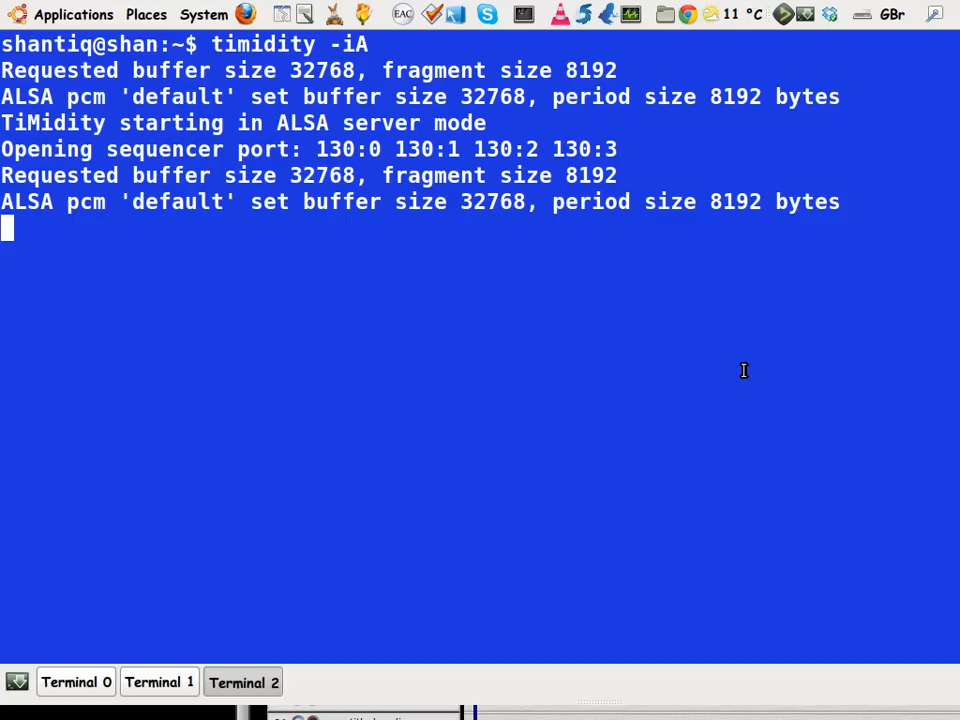 Applications Places System EAC 11 °C GBr
shantiq@shan:~$ timidity -iA
Requested buffer size 32768, fragment size 8192
ALSA pcm 'default' set buffer size 32768, period size 8192 bytes
TiMidity starting in ALSA server mode
Opening sequencer port: 130:0 130:1 130:2 130:3
Requested buffer size 32768, fragment size 8192
ALSA pcm 'default' set buffer size 32768, period size 8192 bytes
Terminal 0 Terminal 1 Terminal 2